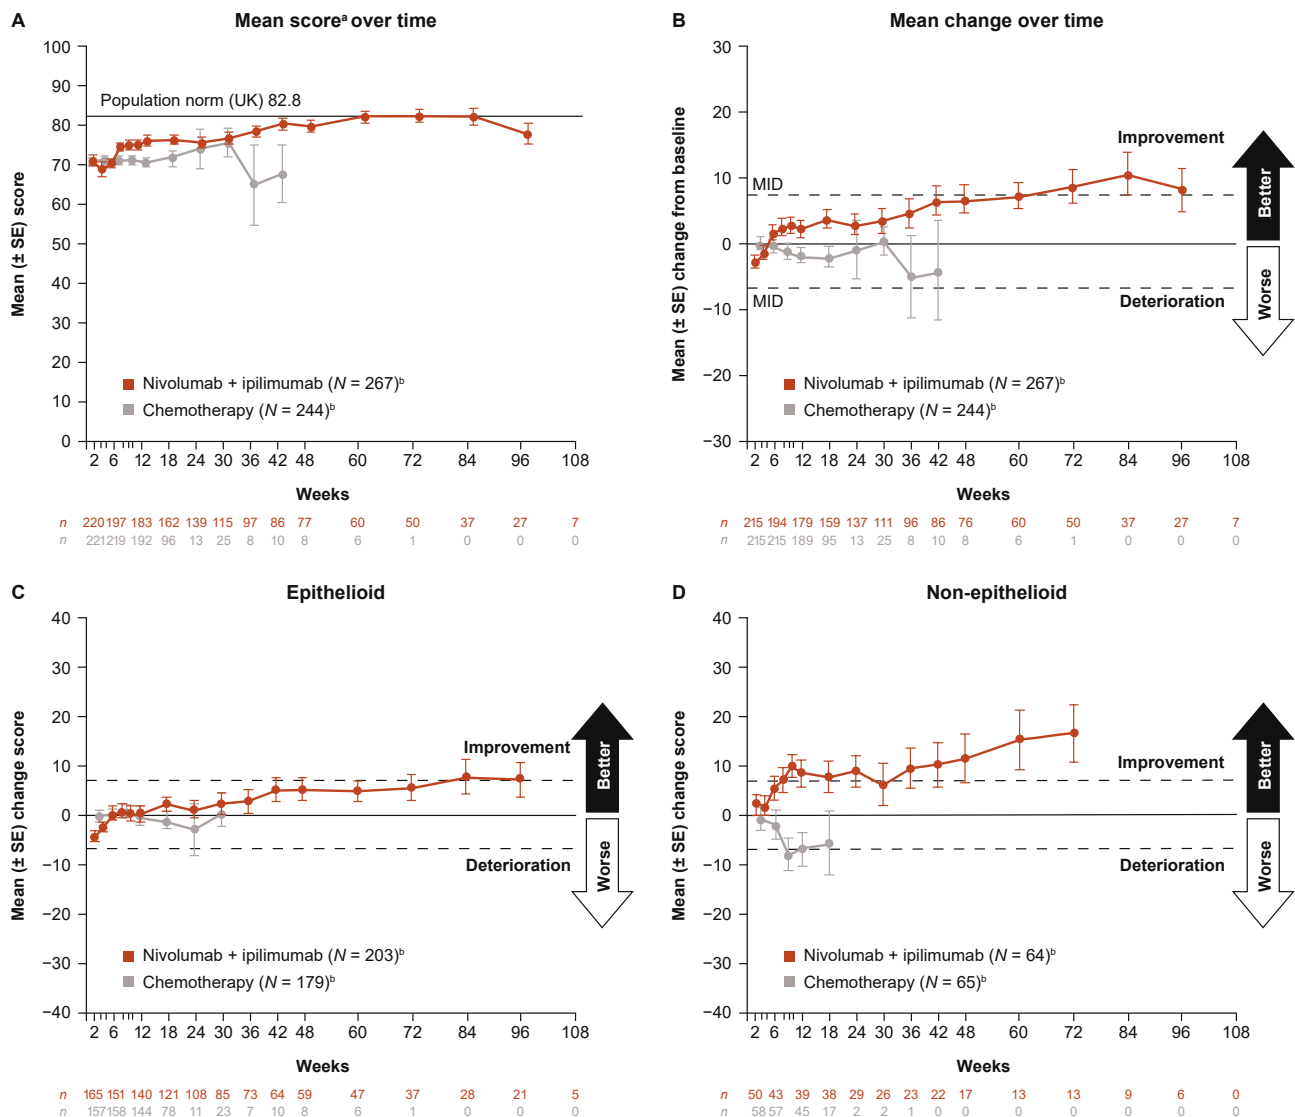 A
Mean scoreᵃ over time
Mean (± SE) score
100
90
80
70
60
50
40
30
20
10
0
Population norm (UK) 82.8
Nivolumab + ipilimumab (N = 267)ᵇ
Chemotherapy (N = 244)ᵇ
2 6 12 18 24 30 36 42 48 60 72 84 96 108
Weeks
n 220 197 183 162 139 115 97 86 77 60 50 37 27 7
n 221 219 192 96 13 25 8 10 8 6 1 0 0 0
B
Mean change over time
Mean (± SE) change from baseline
30
20
10
0
−10
−20
−30
Improvement
MID
MID
Deterioration
Better
Worse
Nivolumab + ipilimumab (N = 267)ᵇ
Chemotherapy (N = 244)ᵇ
2 6 12 18 24 30 36 42 48 60 72 84 96 108
Weeks
n 215 194 179 159 137 111 96 86 76 60 50 37 27 7
n 215 215 189 95 13 25 8 10 8 6 1 0 0 0
C
Epithelioid
Mean (± SE) change score
40
30
20
10
0
−10
−20
−30
−40
Improvement
Deterioration
Better
Worse
Nivolumab + ipilimumab (N = 203)ᵇ
Chemotherapy (N = 179)ᵇ
2 6 12 18 24 30 36 42 48 60 72 84 96 108
Weeks
n 165 151 140 121 108 85 73 64 59 47 37 28 21 5
n 157 158 144 78 11 23 7 10 8 6 1 0 0 0
D
Non-epithelioid
Mean (± SE) change score
40
30
20
10
0
−10
−20
−30
−40
Improvement
Deterioration
Better
Worse
Nivolumab + ipilimumab (N = 64)ᵇ
Chemotherapy (N = 65)ᵇ
2 6 12 18 24 30 36 42 48 60 72 84 96 108
Weeks
n 50 43 39 38 29 26 23 22 17 13 13 9 6 0
n 58 57 45 17 2 2 1 0 0 0 0 0 0 0